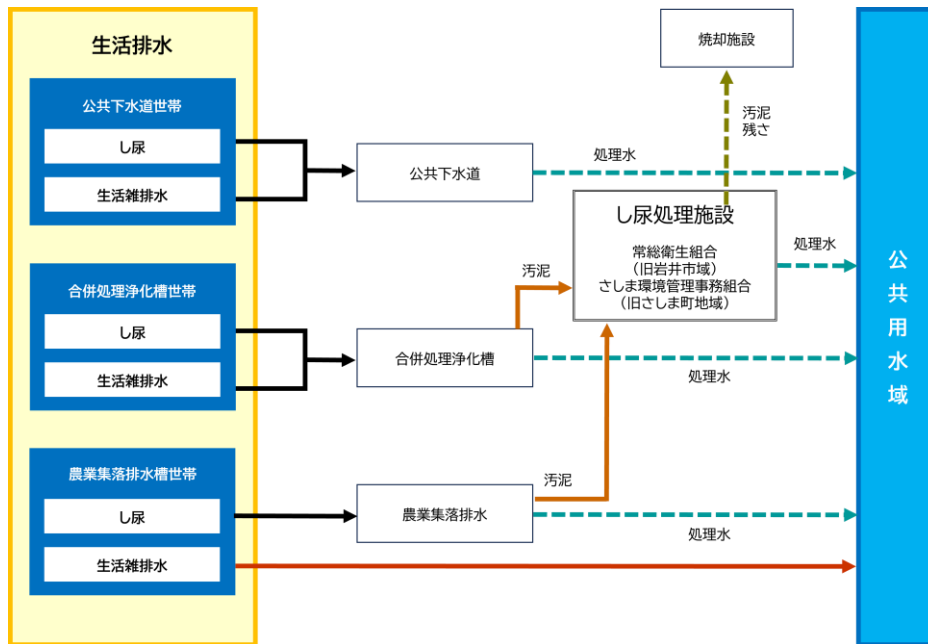 生活排水
公共下水道世帯
し尿
生活雑排水
合併処理浄化槽世帯
し尿
生活雑排水
農業集落排水槽世帯
し尿
生活雑排水
公共下水道
合併処理浄化槽
農業集落排水
汚泥
汚泥
焼却施設
汚泥
残さ
処理水
し尿処理施設
常総衛生組合
（旧岩井市域）
さしま環境管理事務組合
（旧さしま町地域）
処理水
処理水
処理水
公共用水域